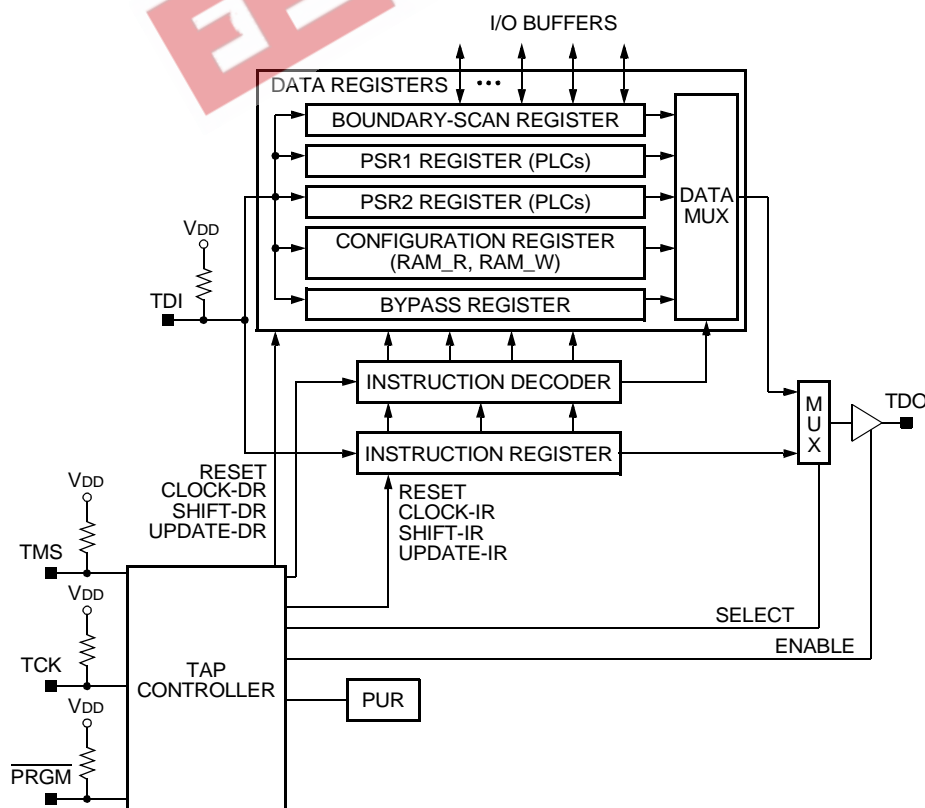 I/O BUFFERS
DATA REGISTERS
BOUNDARY-SCAN REGISTER
PSR1 REGISTER (PLCs)
PSR2 REGISTER (PLCs)
CONFIGURATION REGISTER
(RAM_R, RAM_W)
BYPASS REGISTER
DATA
MUX
VDD
TDI
INSTRUCTION DECODER
INSTRUCTION REGISTER
M
U
X
TDO
RESET
CLOCK-DR
SHIFT-DR
UPDATE-DR
RESET
CLOCK-IR
SHIFT-IR
UPDATE-IR
VDD
TMS
VDD
TCK
VDD
PRGM
TAP
CONTROLLER
SELECT
ENABLE
PUR